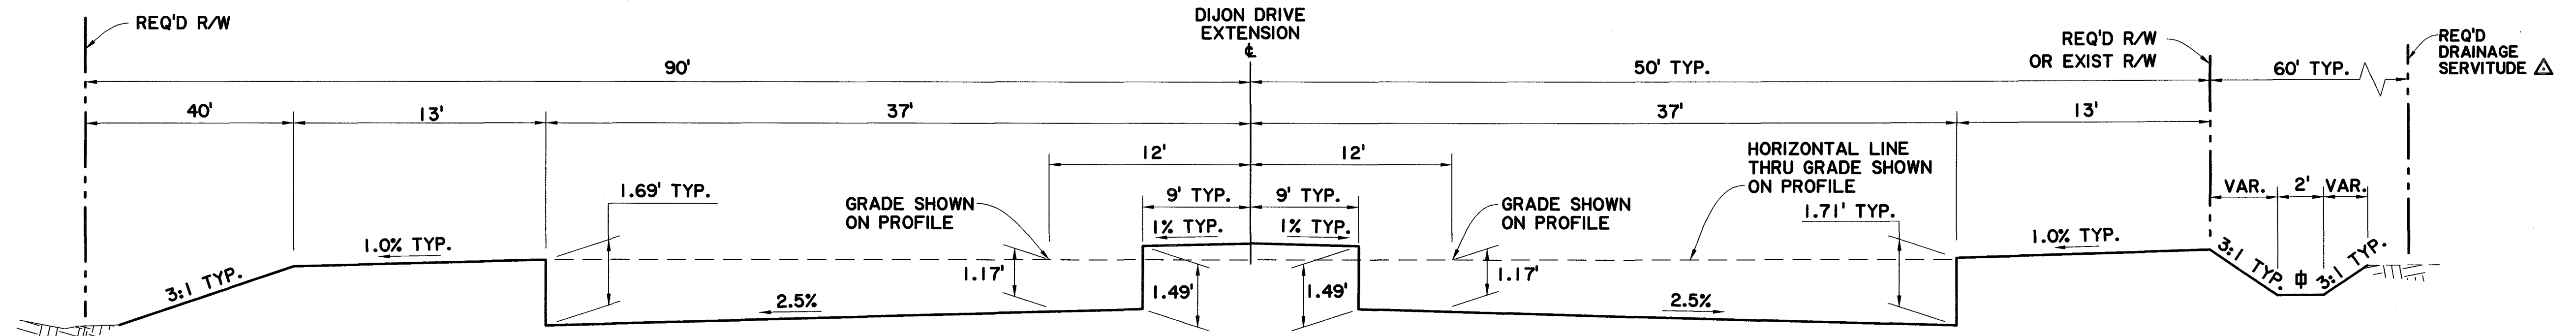 REQ'D R/W
DIJON DRIVE
EXTENSION
℄
REQ'D R/W
OR EXIST R/W
REQ'D
DRAINAGE
SERVITUDE
90'
50' TYP.
60' TYP.
40'
13'
37'
37'
13'
12'
12'
HORIZONTAL LINE
THRU GRADE SHOWN
ON PROFILE
1.69' TYP.
GRADE SHOWN
ON PROFILE
9' TYP.
9' TYP.
GRADE SHOWN
ON PROFILE
1.71' TYP.
VAR.
2'
VAR.
1% TYP.
1% TYP.
1.0% TYP.
1.0% TYP.
3:1 TYP.
1.17'
1.49'
1.49'
1.17'
3:1 TYP.
3:1 TYP.
2.5%
2.5%